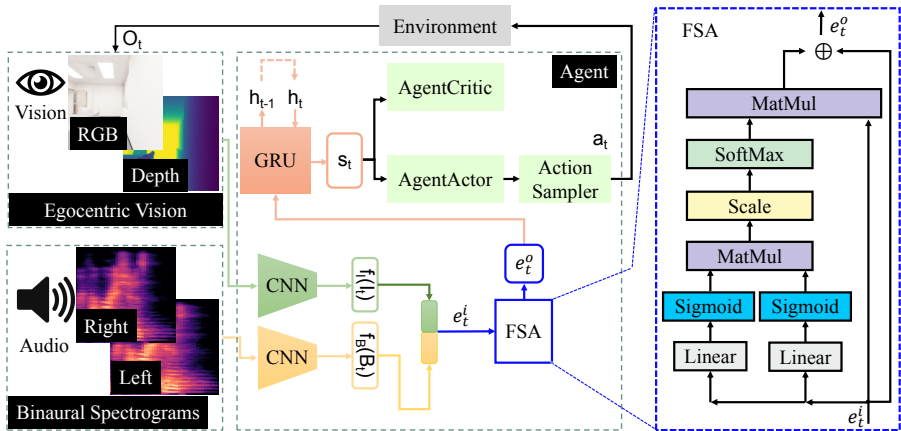 O_t
Environment
Vision
RGB
Depth
Egocentric Vision
Audio
Right
Left
Binaural Spectrograms
Agent
h_{t-1}
h_t
GRU
s_t
AgentCritic
AgentActor
Action
Sampler
a_t
CNN
f_I(I_t)
CNN
f_B(B_t)
e_t^i
FSA
e_t^o
FSA
e_t^o
⊕
MatMul
SoftMax
Scale
MatMul
Sigmoid
Sigmoid
Linear
Linear
e_t^i